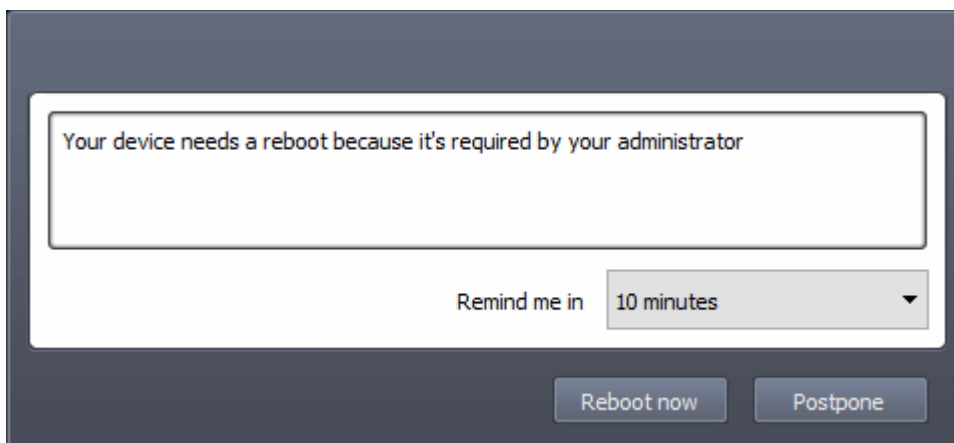 Your device needs a reboot because it's required by your administrator
Remind me in 10 minutes
Reboot now Postpone